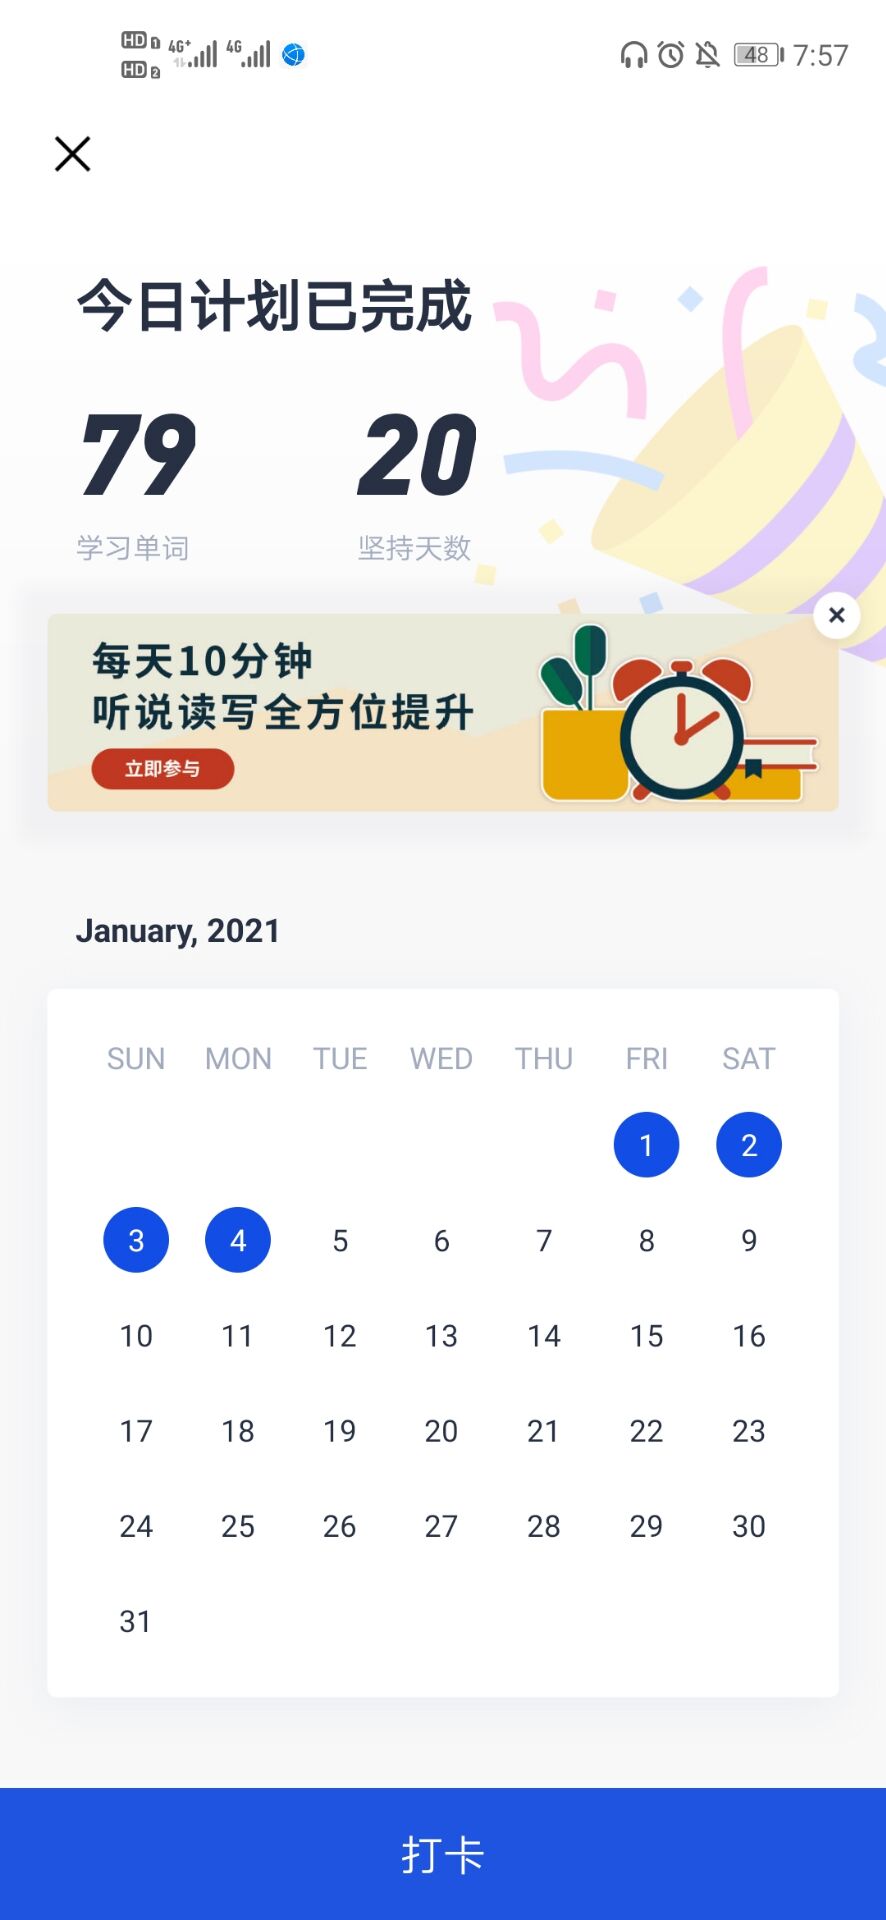 HD 1 4G+ 4G 48 7:57
HD 2
今日计划已完成
79 20
学习单词 坚持天数
每天10分钟
听说读写全方位提升
立即参与
January, 2021
SUN MON TUE WED THU FRI SAT
1 2
3 4 5 6 7 8 9
10 11 12 13 14 15 16
17 18 19 20 21 22 23
24 25 26 27 28 29 30
31
打卡